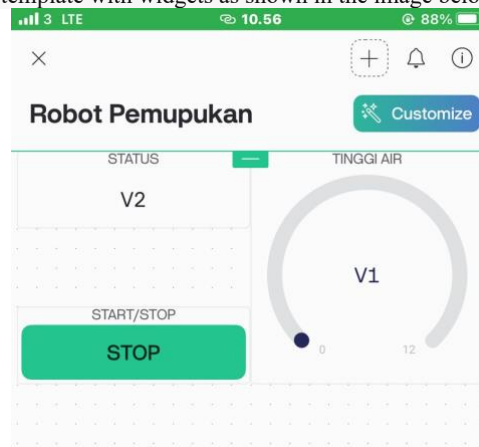 template with widgets as shown in the image below
3 LTE 10.56 88%
Robot Pemupukan
Customize
STATUS
TINGGI AIR
V2
V1
START/STOP
STOP
0 12